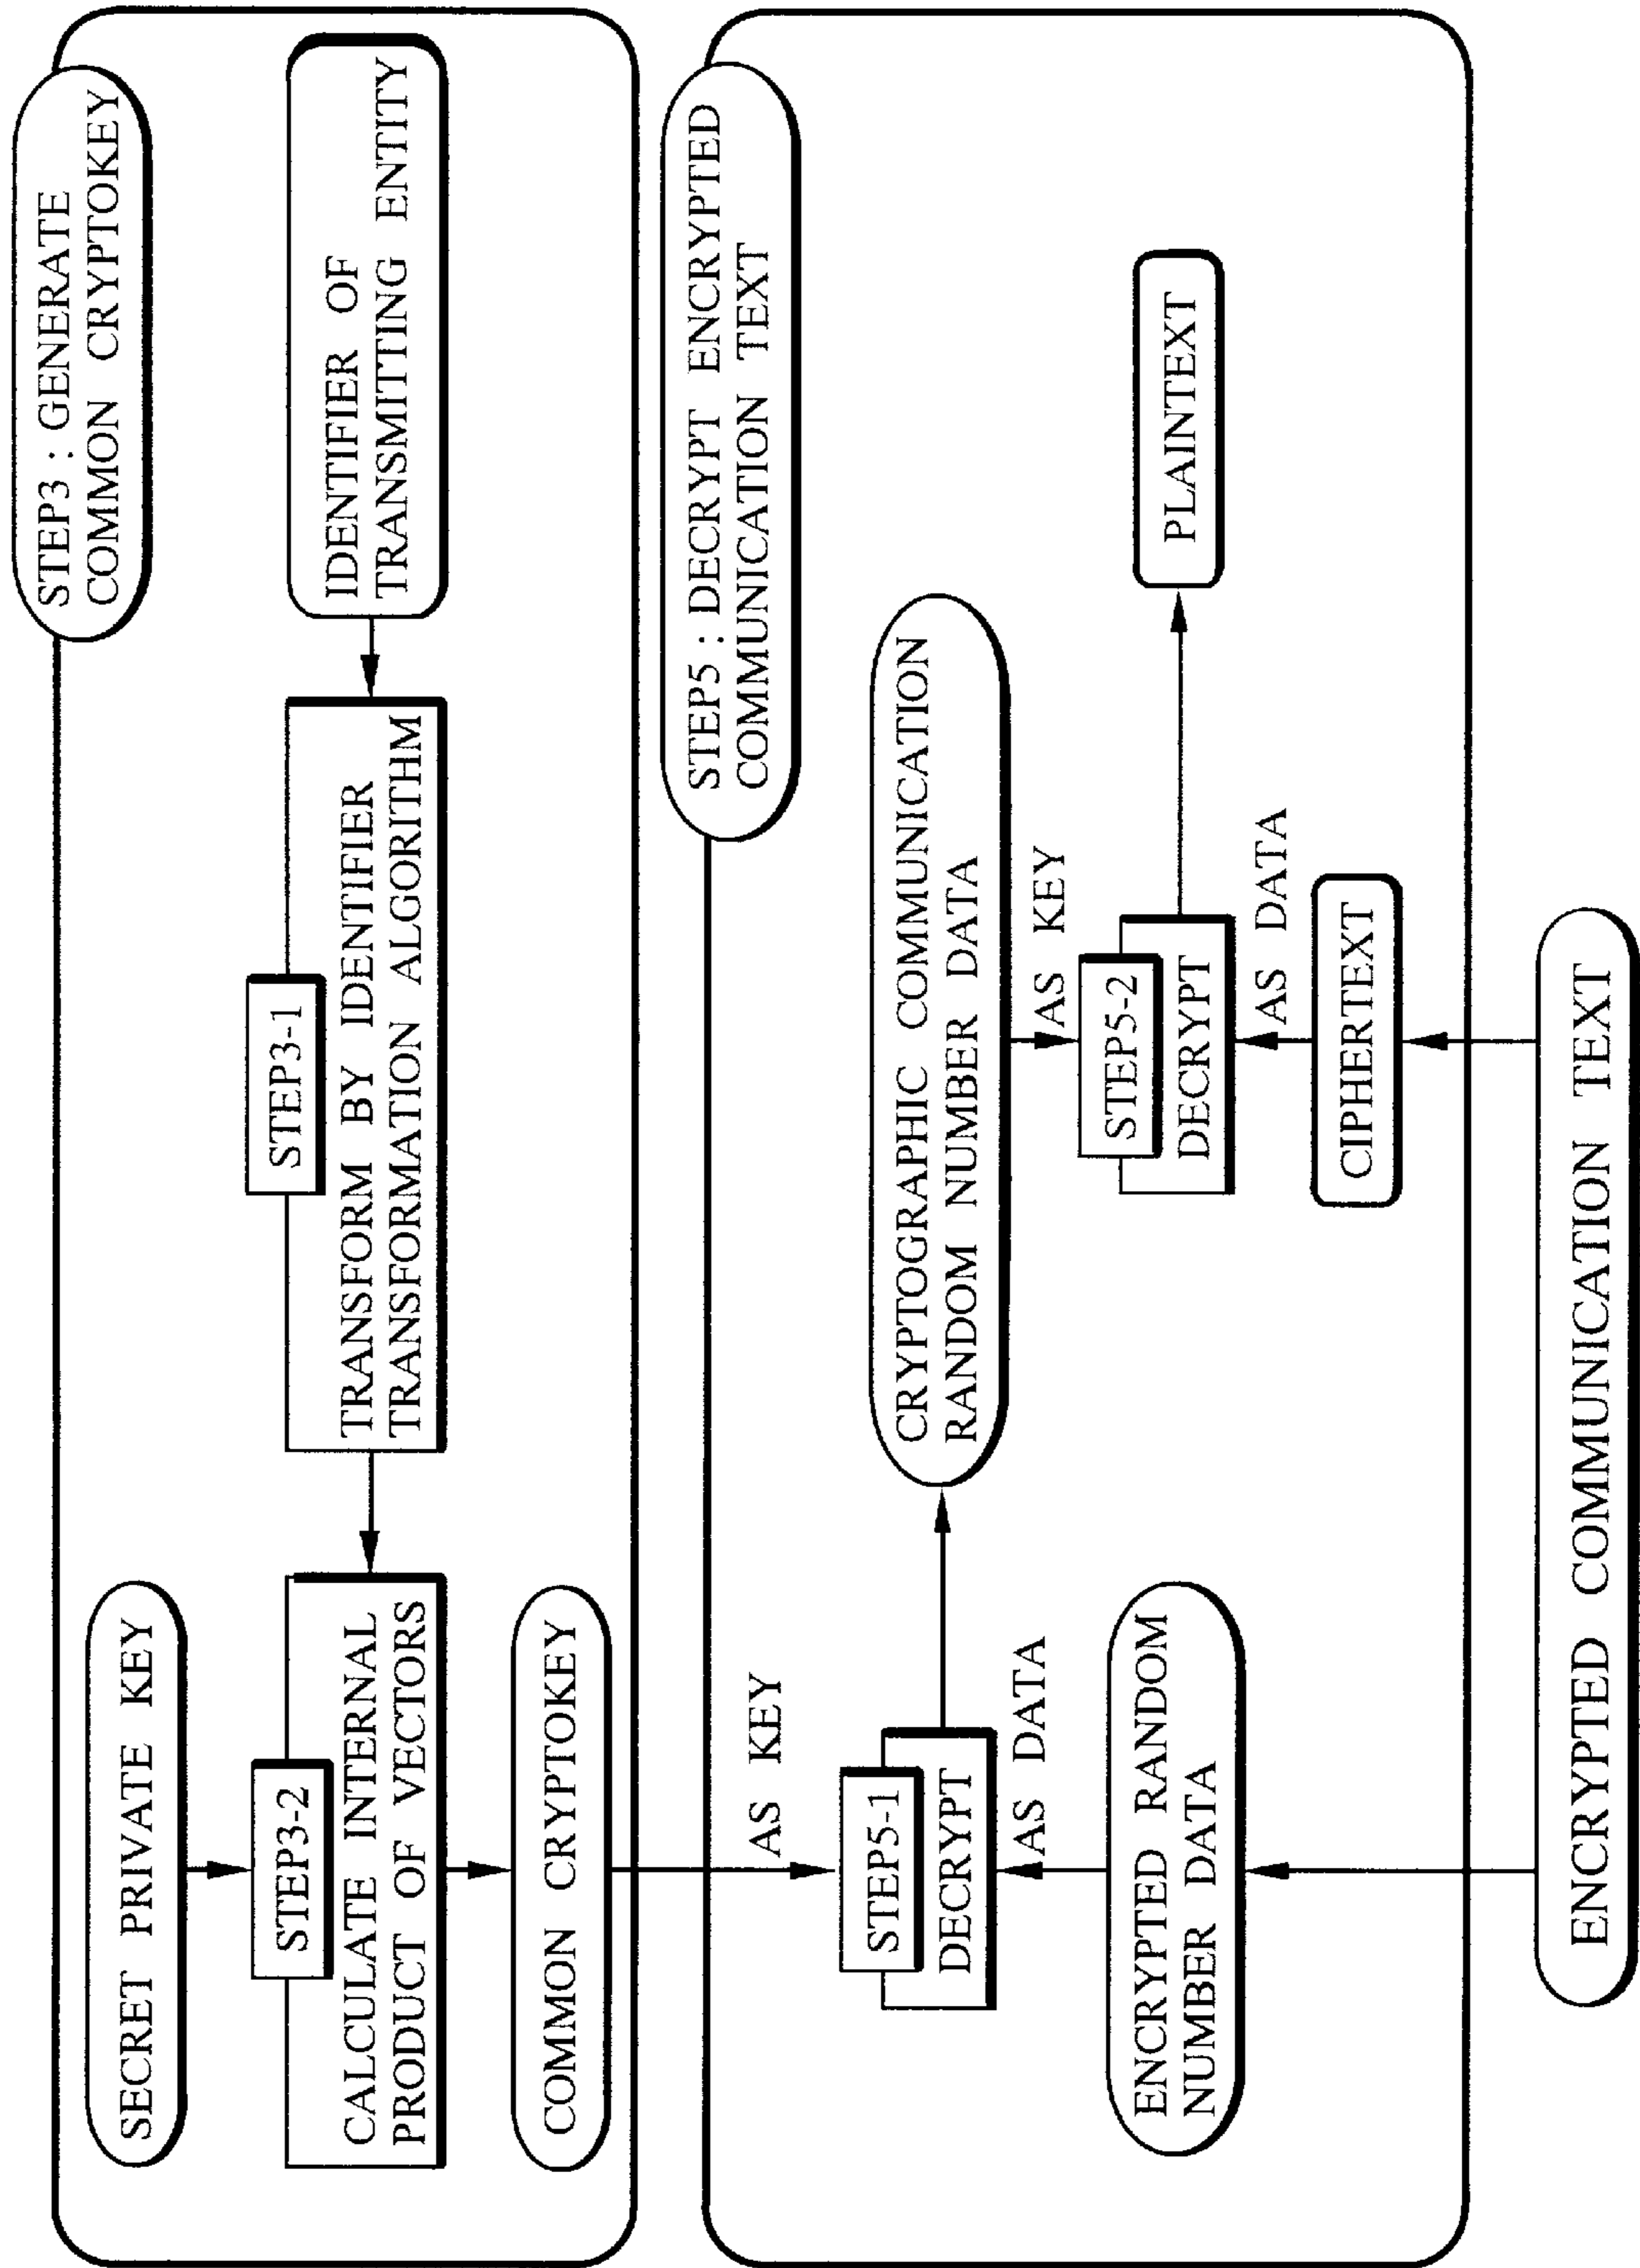 STEP3 : GENERATE
COMMON CRYPTOKEY
SECRET PRIVATE KEY
STEP3-2
CALCULATE INTERNAL
PRODUCT OF VECTORS
STEP3-1
TRANSFORM BY IDENTIFIER
TRANSFORMATION ALGORITHM
IDENTIFIER OF
TRANSMITTING ENTITY
COMMON CRYPTOKEY
STEP5 : DECRYPT ENCRYPTED
COMMUNICATION TEXT
AS KEY
STEP5-1
DECRYPT
AS DATA
ENCRYPTED RANDOM
NUMBER DATA
CRYPTOGRAPHIC COMMUNICATION
RANDOM NUMBER DATA
AS KEY
STEP5-2
DECRYPT
AS DATA
CIPHERTEXT
PLAINTEXT
ENCRYPTED COMMUNICATION TEXT